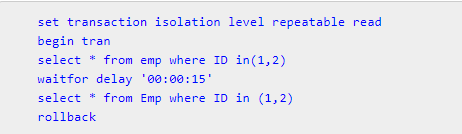 set transaction isolation level repeatable read
begin tran
select * from emp where ID in(1,2)
waitfor delay '00:00:15'
select * from Emp where ID in (1,2)
rollback